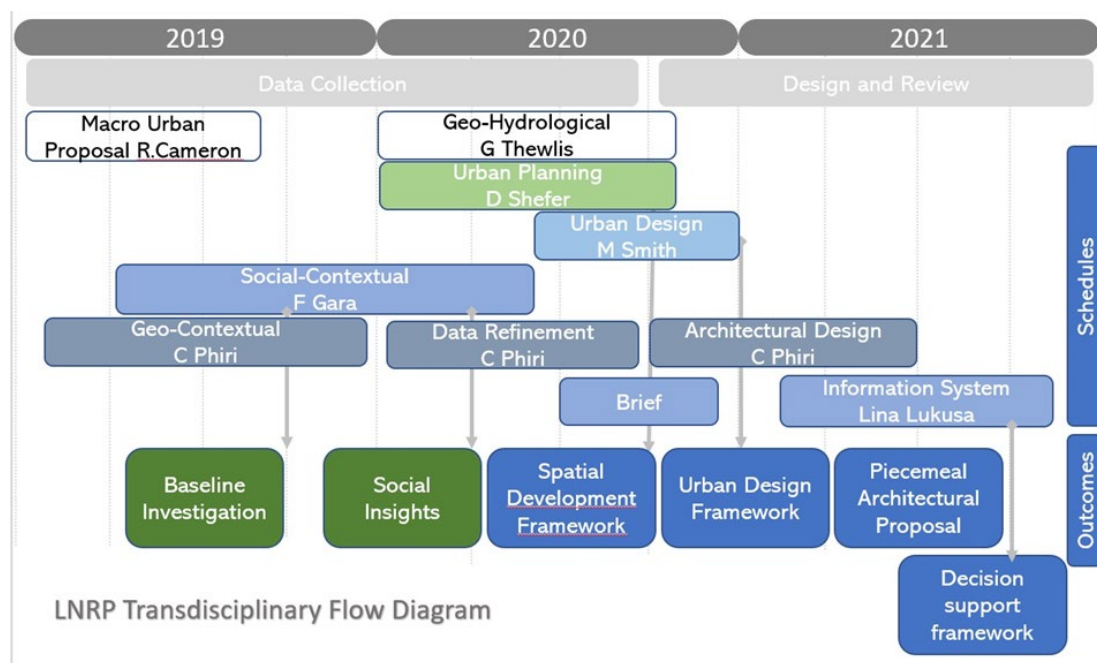 2019
2020
2021
Data Collection
Design and Review
Macro Urban
Proposal R.Cameron
Geo-Hydrological
G Thewlis
Urban Planning
D Shefer
Urban Design
M Smith
Social-Contextual
F Gara
Geo-Contextual
C Phiri
Data Refinement
C Phiri
Architectural Design
C Phiri
Brief
Information System
Lina Lukusa
Schedules
Baseline
Investigation
Social
Insights
Spatial
Development
Framework
Urban Design
Framework
Piecemeal
Architectural
Proposal
Outcomes
Decision
support
framework
LNRP Transdisciplinary Flow Diagram